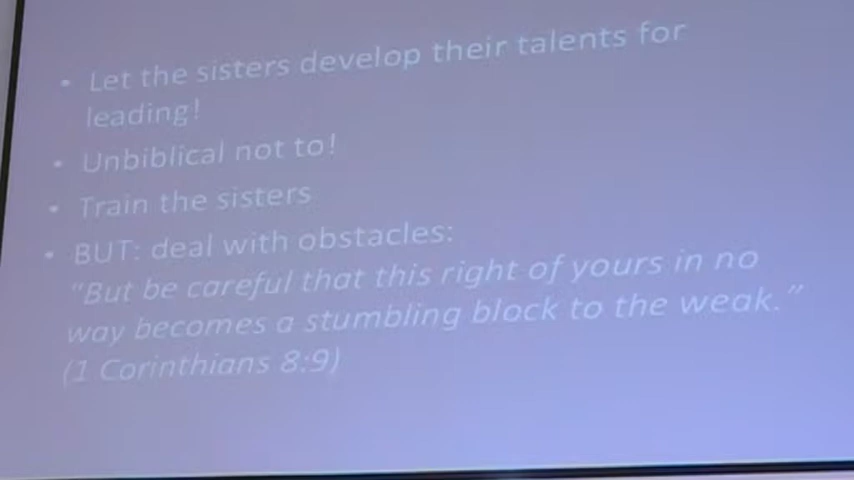 • Let the sisters develop their talents for
leading!
• Unbiblical not to!
• Train the sisters
• BUT: deal with obstacles:
"But be careful that this right of yours in no
way becomes a stumbling block to the weak."
(1 Corinthians 8:9)